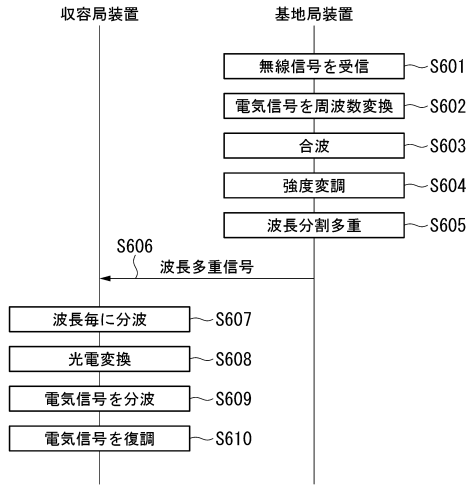 収容局装置
基地局装置
無線信号を受信
S601
電気信号を周波数変換
S602
合波
S603
強度変調
S604
波長分割多重
S605
S606
波長多重信号
波長毎に分波
S607
光電変換
S608
電気信号を分波
S609
電気信号を復調
S610